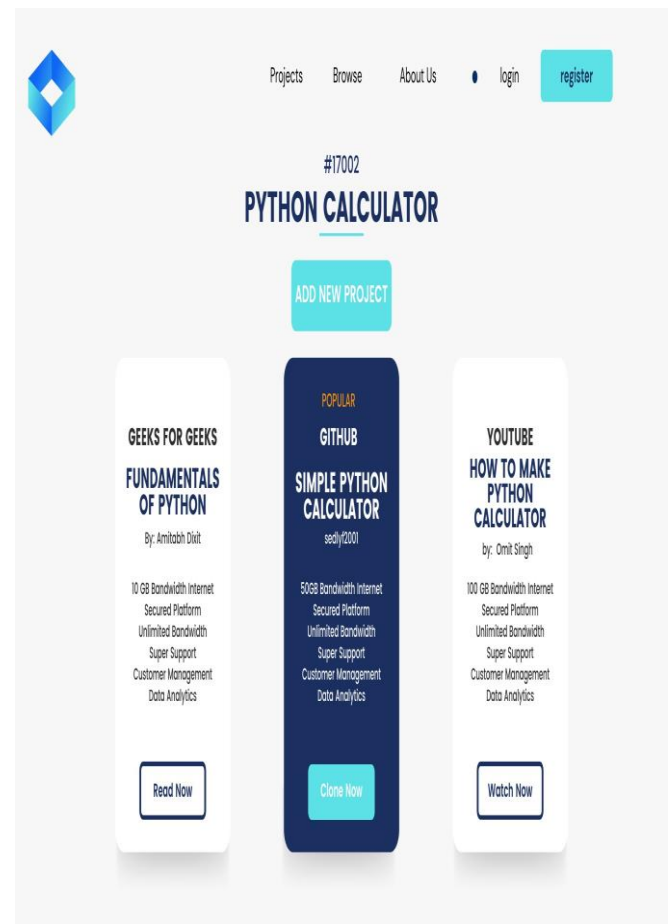 Projects Browse About Us login register
#17002
PYTHON CALCULATOR
ADD NEW PROJECT
GEEKS FOR GEEKS
FUNDAMENTALS
OF PYTHON
By: Amitabh Dixit
10 GB Bandwidth Internet
Secured Platform
Unlimited Bandwidth
Super Support
Customer Management
Data Analytics
Read Now
POPULAR
GITHUB
SIMPLE PYTHON
CALCULATOR
sedlyf2001
50GB Bandwidth Internet
Secured Platform
Unlimited Bandwidth
Super Support
Customer Management
Data Analytics
Clone Now
YOUTUBE
HOW TO MAKE
PYTHON
CALCULATOR
by: Omit Singh
100 GB Bandwidth Internet
Secured Platform
Unlimited Bandwidth
Super Support
Customer Management
Data Analytics
Watch Now